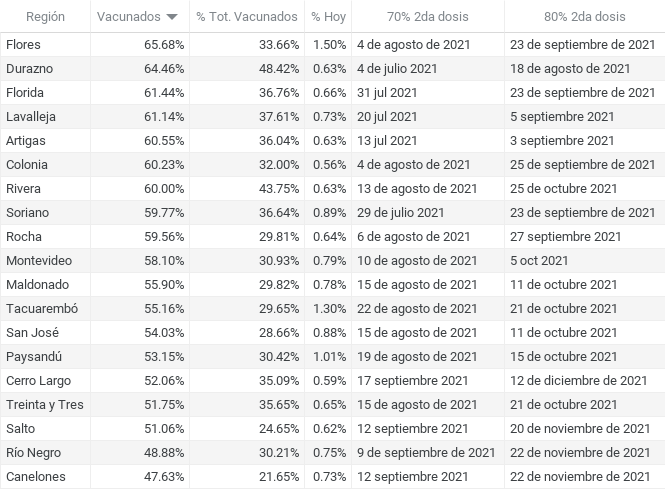 Región Vacunados % Tot. Vacunados % Hoy 70% 2da dosis 80% 2da dosis
Flores 65.68% 33.66% 1.50% 4 de agosto de 2021 23 de septiembre de 2021
Durazno 64.46% 48.42% 0.63% 4 de julio 2021 18 de agosto de 2021
Florida 61.44% 36.76% 0.66% 31 jul 2021 23 de septiembre de 2021
Lavalleja 61.14% 37.61% 0.73% 20 jul 2021 5 septiembre 2021
Artigas 60.55% 36.04% 0.63% 13 jul 2021 3 septiembre 2021
Colonia 60.23% 32.00% 0.56% 4 de agosto de 2021 25 de septiembre de 2021
Rivera 60.00% 43.75% 0.63% 13 de agosto de 2021 25 de octubre 2021
Soriano 59.77% 36.64% 0.89% 29 de julio 2021 23 de septiembre de 2021
Rocha 59.56% 29.81% 0.64% 6 de agosto de 2021 27 septiembre 2021
Montevideo 58.10% 30.93% 0.79% 10 de agosto de 2021 5 oct 2021
Maldonado 55.90% 29.82% 0.78% 15 de agosto de 2021 11 de octubre 2021
Tacuarembó 55.16% 29.65% 1.30% 22 de agosto de 2021 21 de octubre 2021
San José 54.03% 28.66% 0.88% 15 de agosto de 2021 11 de octubre 2021
Paysandú 53.15% 30.42% 1.01% 19 de agosto de 2021 15 de octubre 2021
Cerro Largo 52.06% 35.09% 0.59% 17 septiembre 2021 12 de diciembre de 2021
Treinta y Tres 51.75% 35.65% 0.65% 15 de agosto de 2021 21 de octubre 2021
Salto 51.06% 24.65% 0.62% 12 septiembre 2021 20 de noviembre de 2021
Río Negro 48.88% 30.21% 0.75% 9 de septiembre de 2021 22 de noviembre de 2021
Canelones 47.63% 21.65% 0.73% 12 septiembre 2021 22 de noviembre de 2021